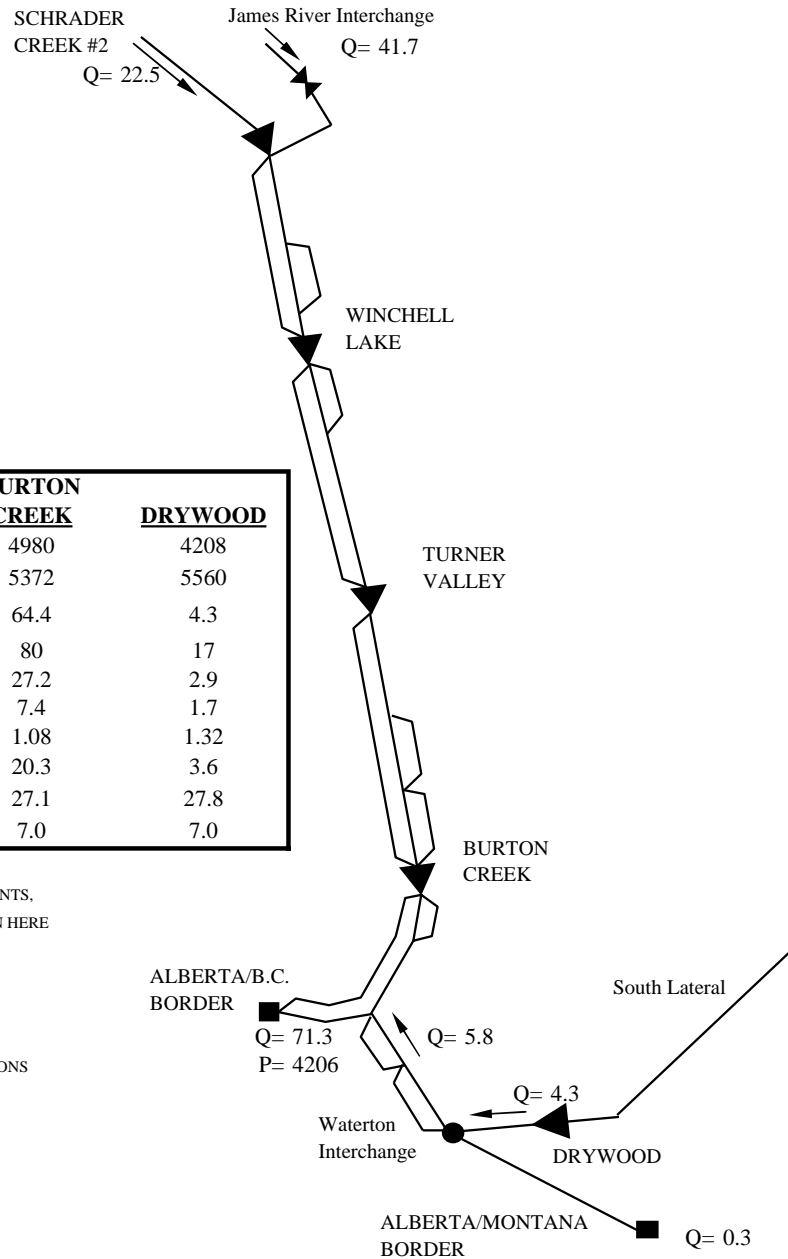 SCHRADER
CREEK #2
Q= 22.5
James River Interchange
Q= 41.7
WINCHELL
LAKE
TURNER
VALLEY
DRYWOOD
4980 4208
5372 5560
64.4 4.3
80 17
27.2 2.9
7.4 1.7
1.08 1.32
20.3 3.6
27.1 27.8
7.0 7.0
BURTON
CREEK
HERE
ALBERTA/B.C.
BORDER
Q= 71.3
P= 4206
Q= 5.8
South Lateral
Q= 4.3
Waterton
Interchange
DRYWOOD
ALBERTA/MONTANA
BORDER
Q= 0.3